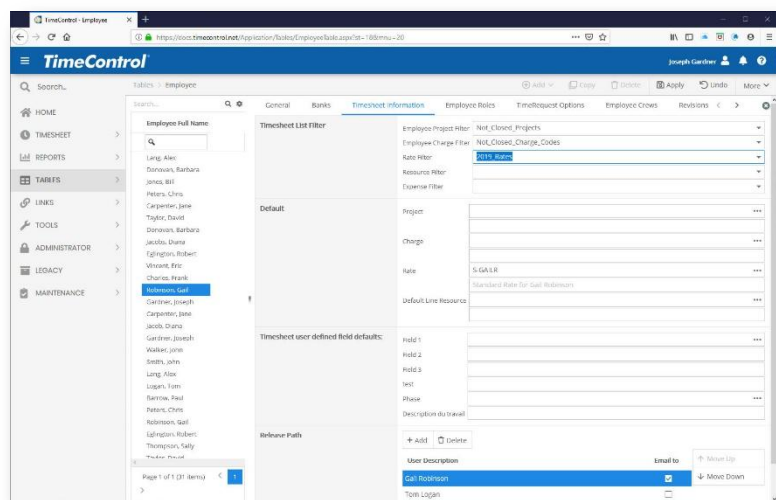 TimeControl - Employee
https://docs.timecontrol.net/Application/Tables/EmployeeTable.aspx?st=166&mnu=20
TimeControl
Joseph Gardner
Search...
Tables > Employee
Add
Copy
Delete
Apply
Undo
More
HOME
TIMESHEET
REPORTS
TABLES
LINKS
TOOLS
ADMINISTRATOR
LEGACY
MAINTENANCE
Search...
Employee Full Name
Lang, Alec
Donovan, Barbara
Jones, Bill
Peters, Chris
Carpenter, Jane
Taylor, David
Donovan, Barbara
Jacobs, Diana
Eglington, Robert
Vincent, Eric
Charles, Frank
Robinson, Gail
Gardner, Joseph
Carpenter, Jane
Jacob, Diana
Gardner, Joseph
Walker, John
Smith, John
Lang, Alex
Logan, Tom
Barrow, Paul
Peters, Chris
Robinson, Gail
Eglington, Robert
Thompson, Sally
Taylor, David
Page 1 of 1 (31 items)
1
General
Banks
Timesheet Information
Employee Roles
TimeRequest Options
Employee Crews
Revisions
Timesheet List Filter
Employee Project Filter Not_Closed_Projects
Employee Charge Filter Not_Closed_Charge_Codes
Rate Filter 2019_Rates
Resource Filter
Expense Filter
Default
Project
Charge
Rate S-GAILR
Standard Rate for Gail Robinson
Default Line Resource
Timesheet user defined field defaults:
Field 1
Field 2
Field 3
test
Phase
Description du travail
Release Path
+ Add
Delete
User Description
Email to
Move Up
Gail Robinson
Move Down
Tom Logan